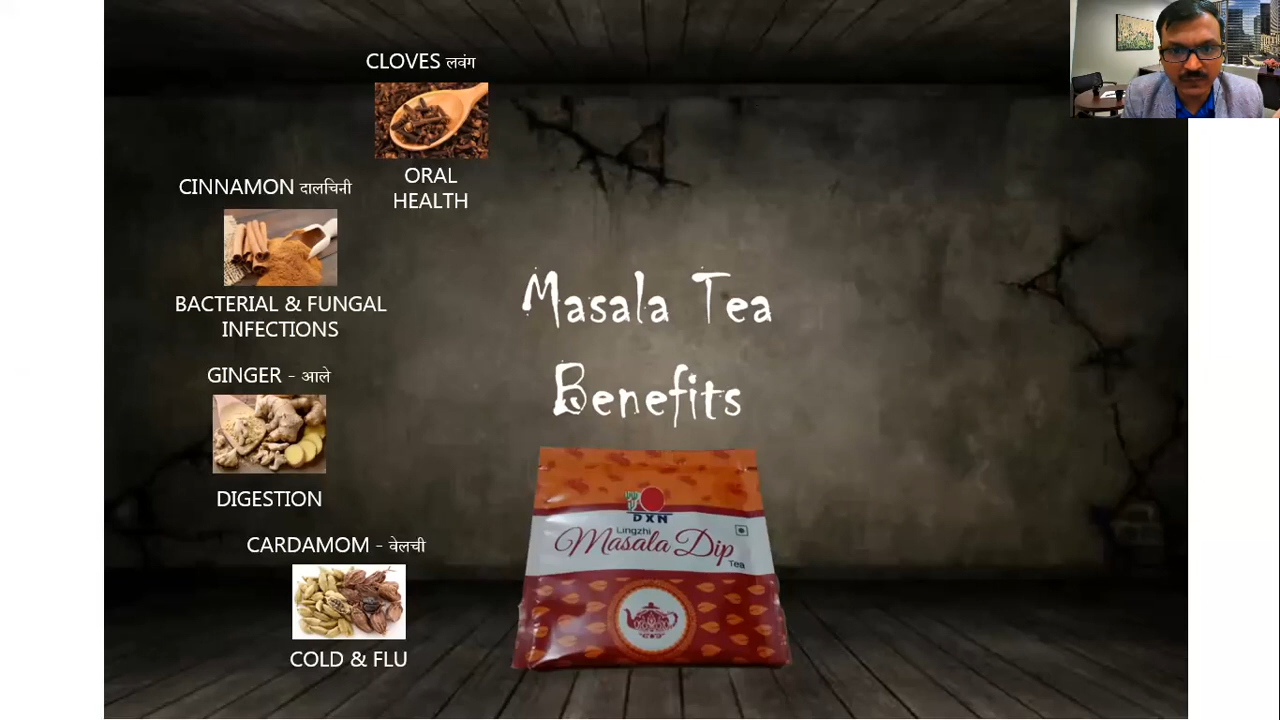 CLOVES लवंग
ORAL
HEALTH
CINNAMON दालचिनी
BACTERIAL & FUNGAL
INFECTIONS
GINGER - आले
DIGESTION
CARDAMOM - वेलची
COLD & FLU
Masala Tea
Benefits
DXN
Lingzhi
Masala Dip
Tea